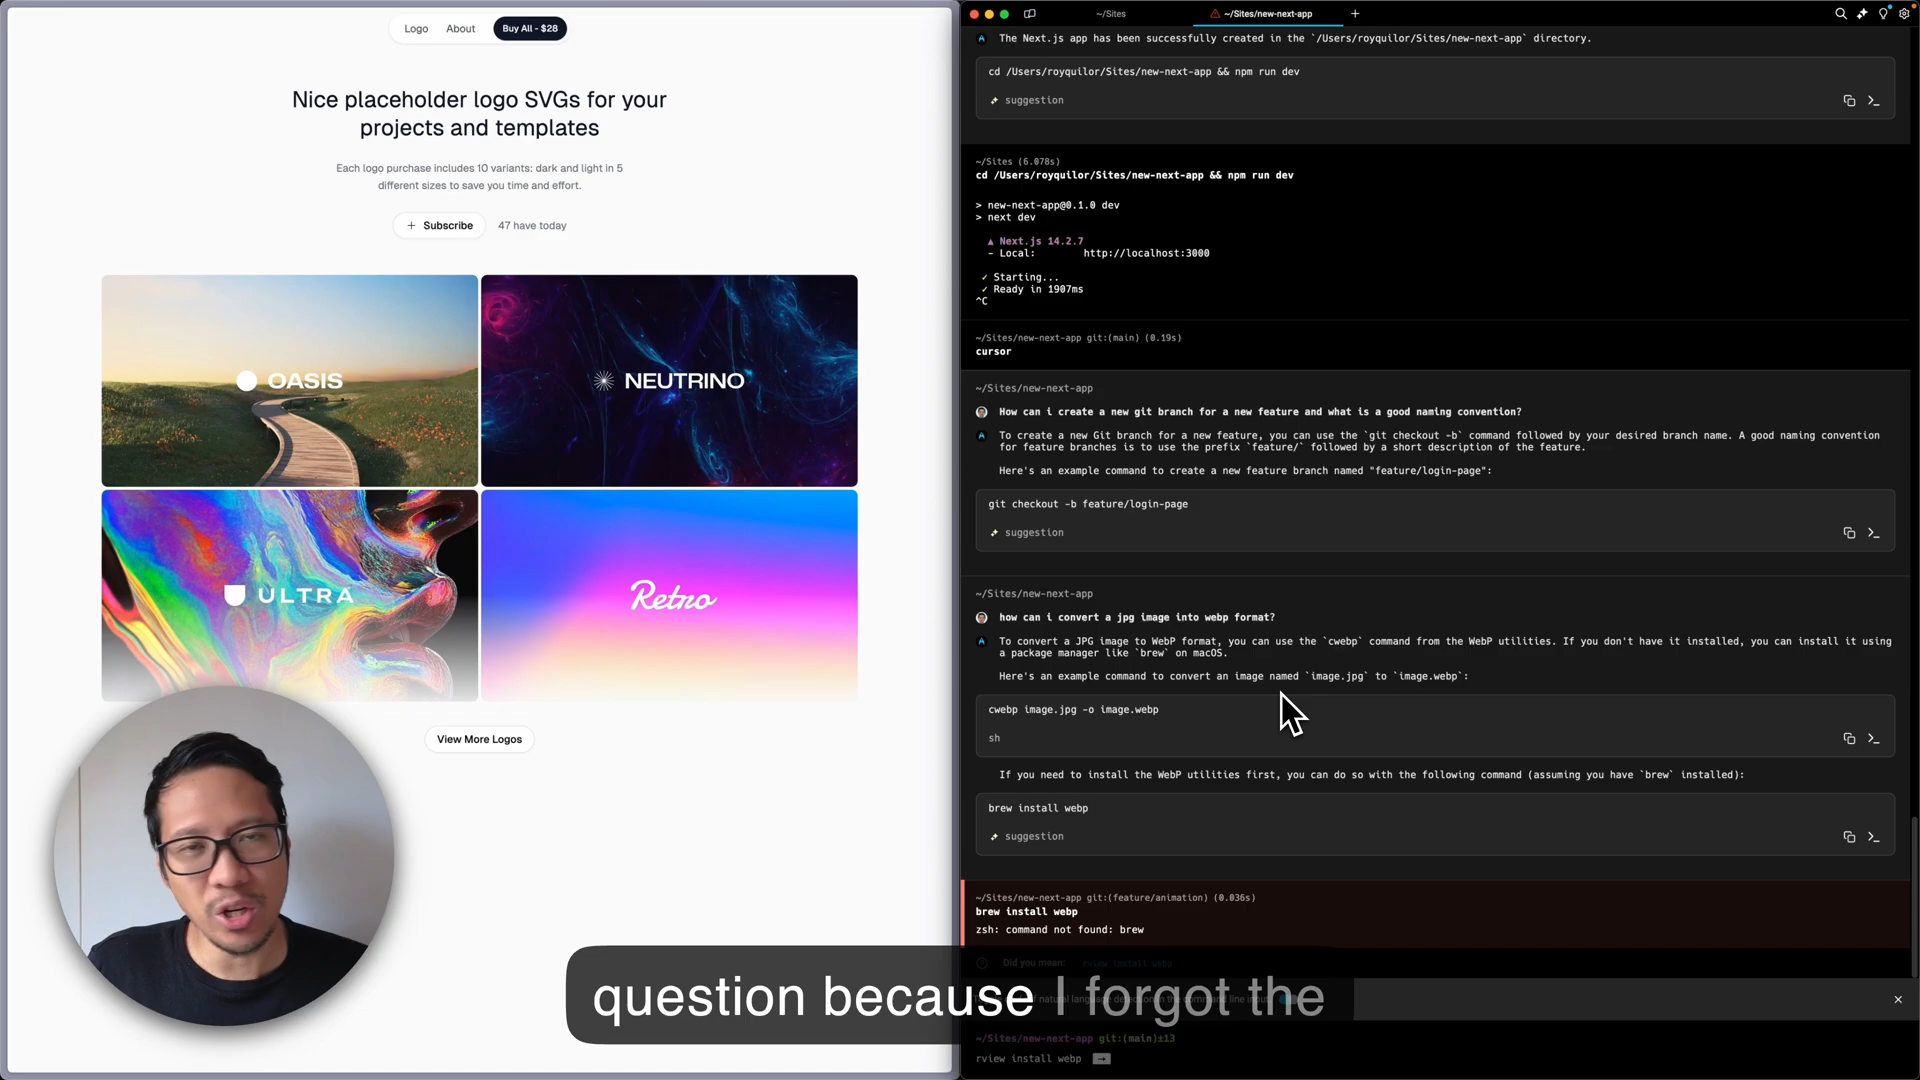 Logo
About
Buy All - $28
Nice placeholder logo SVGs for your
projects and templates
Each logo purchase includes 10 variants: dark and light in 5
different sizes to save you time and effort.
+ Subscribe
47 have today
OASIS
NEUTRINO
ULTRA
Retro
View More Logos
~/Sites
~/Sites/new-next-app
The Next.js app has been successfully created in the `/Users/royquilor/Sites/new-next-app` directory.
cd /Users/royquilor/Sites/new-next-app && npm run dev
suggestion
~/Sites (6.078s)
cd /Users/royquilor/Sites/new-next-app && npm run dev
> new-next-app@0.1.0 dev
> next dev
▲ Next.js 14.2.7
- Local: http://localhost:3000
✓ Starting...
✓ Ready in 1907ms
^C
~/Sites/new-next-app git:(main) (0.19s)
cursor
~/Sites/new-next-app
How can i create a new git branch for a new feature and what is a good naming convention?
To create a new Git branch for a new feature, you can use the `git checkout -b` command followed by your desired branch name. A good naming convention
for feature branches is to use the prefix `feature/` followed by a short description of the feature.
Here's an example command to create a new feature branch named "feature/login-page":
git checkout -b feature/login-page
suggestion
~/Sites/new-next-app
how can i convert a jpg image into webp format?
To convert a JPG image to WebP format, you can use the `cwebp` command from the WebP utilities. If you don't have it installed, you can install it using
a package manager like `brew` on macOS.
Here's an example command to convert an image named `image.jpg` to `image.webp`:
cwebp image.jpg -o image.webp
sh
If you need to install the WebP utilities first, you can do so with the following command (assuming you have `brew` installed):
brew install webp
suggestion
~/Sites/new-next-app git:(feature/animation) (0.036s)
brew install webp
zsh: command not found: brew
Did you mean: rview install webp
question because I forgot the
~/Sites/new-next-app git:(main)±13
rview install webp